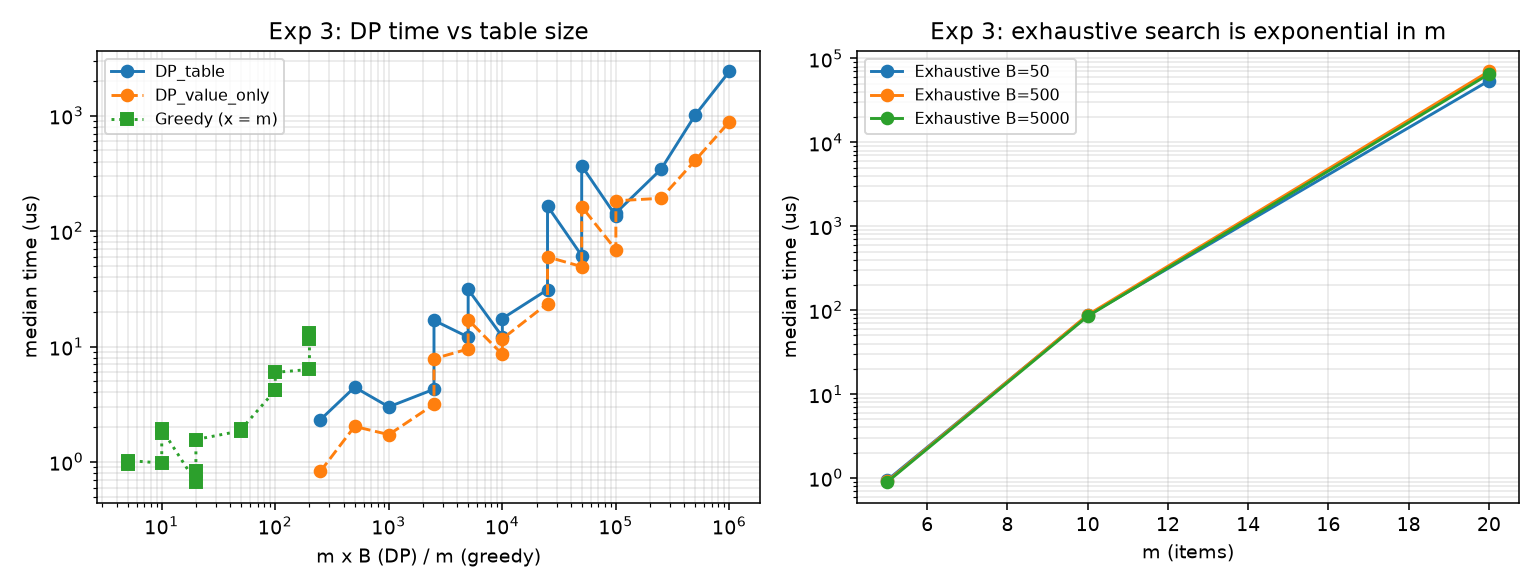 Exp 3: DP time vs table size
DP_table
DP_value_only
Greedy (x = m)
median time (us)
10³
10²
10¹
10⁰
10¹
10²
10³
10⁴
10⁵
10⁶
m x B (DP) / m (greedy)
Exp 3: exhaustive search is exponential in m
Exhaustive B=50
Exhaustive B=500
Exhaustive B=5000
median time (us)
10⁵
10⁴
10³
10²
10¹
10⁰
6
8
10
12
14
16
18
20
m (items)